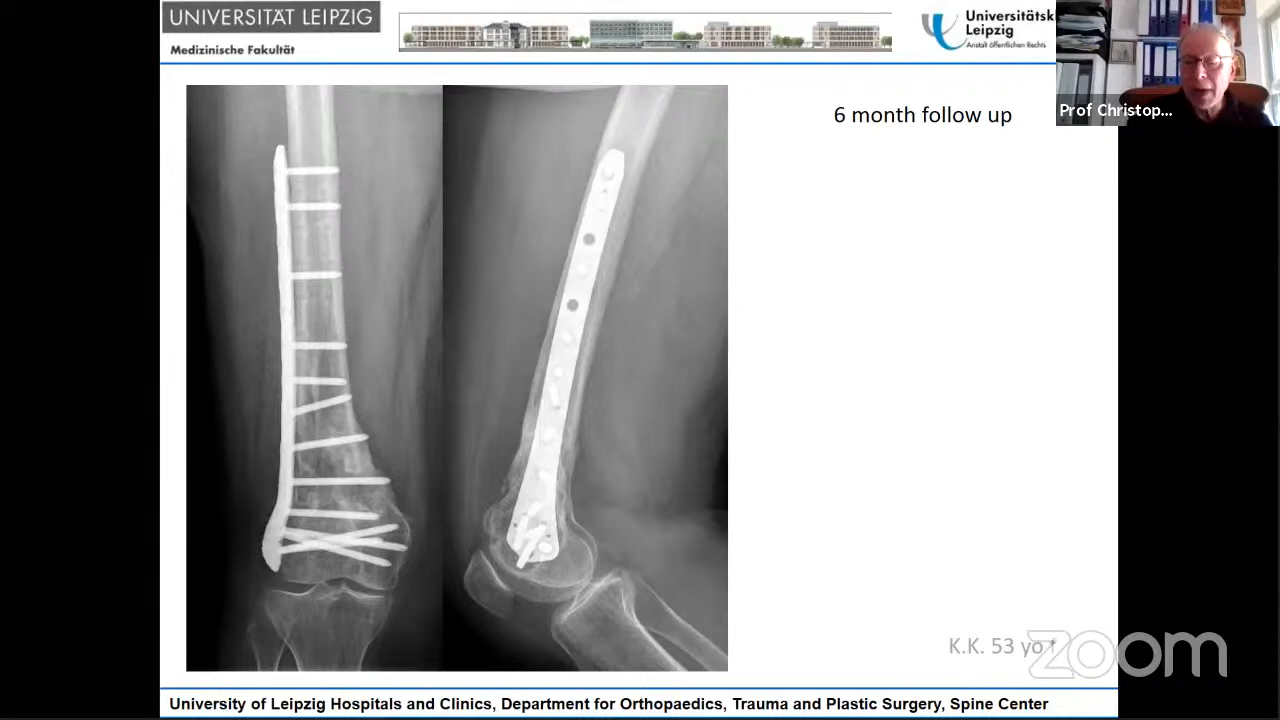 UNIVERSITÄT LEIPZIG
Medizinische Fakultät
Universitätsk
Leipzig
Anstalt öffentlichen Rechts
Prof Christop...
6 month follow up
K.K. 53 yo
zoom
University of Leipzig Hospitals and Clinics, Department for Orthopaedics, Trauma and Plastic Surgery, Spine Center